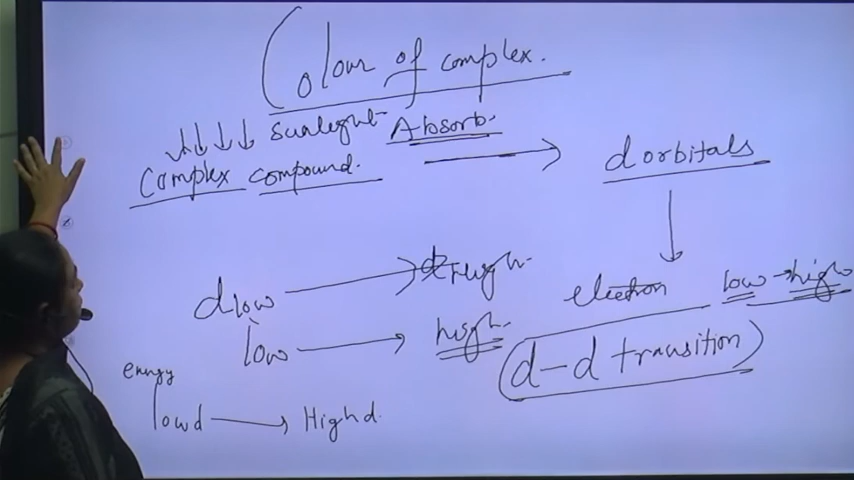 Colour of complex.
↓↓↓↓ sunlight Absorb.
Complex compound. → d orbitals
↓
electron low → high
d low → d high.
low → high.
(d-d transition)
energy
low d → High d.